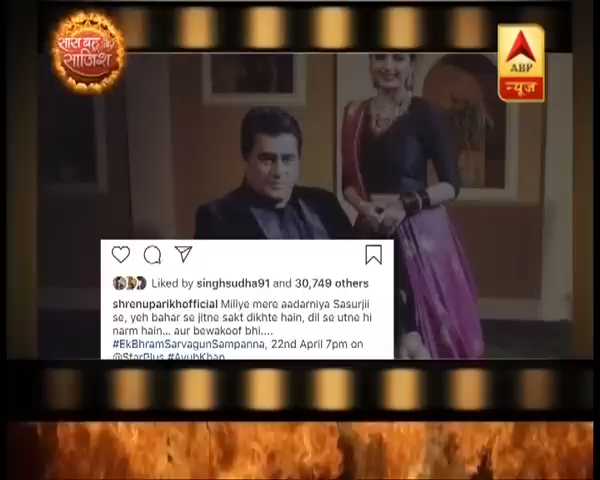 सास बहू और
साज़िश
ABP
न्यूज़
Liked by singhsudha91 and 30,749 others
shrenuparikhofficial Miliye mere aadarniya Sasurjii
se, yeh bahar se jitne sakt dikhte hain, dil se utne hi
narm hain... aur bewakoof bhi....
#EkBhramSarvagunSampanna, 22nd April 7pm on
@StarPlus #AyubKhan